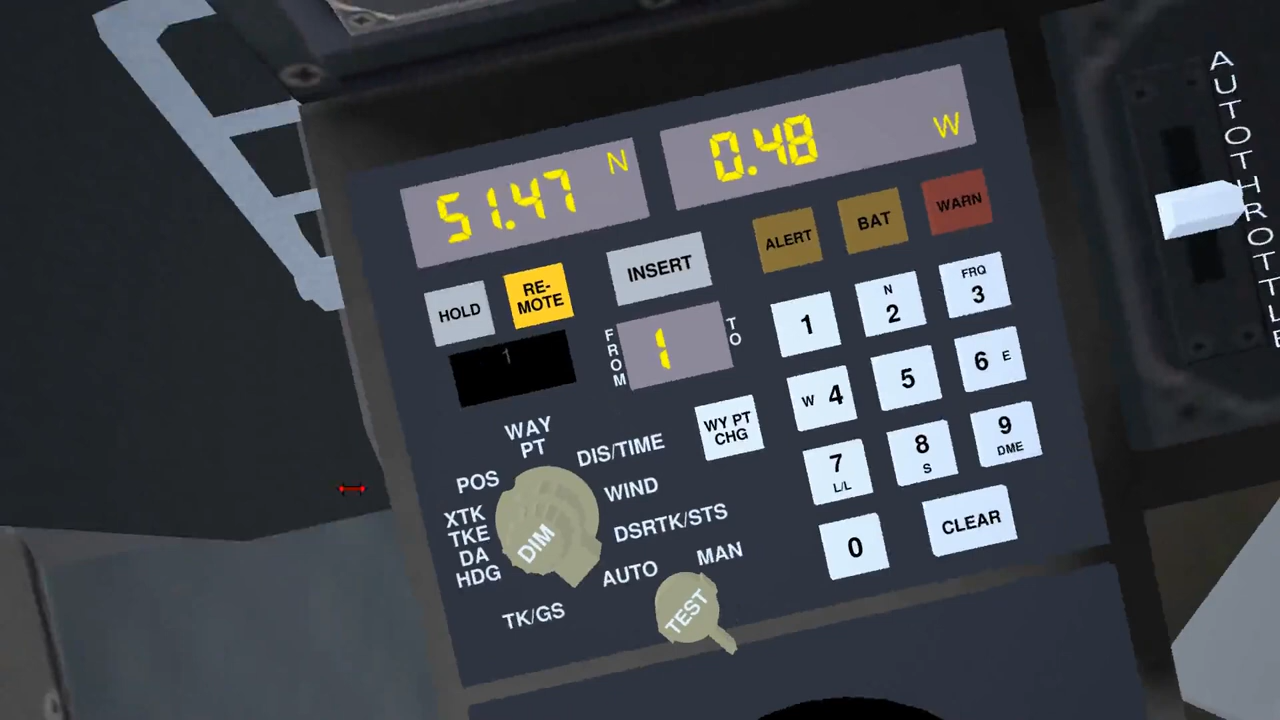 51.47 N
0.48 W
HOLD
RE-
MOTE
INSERT
ALERT
BAT
WARN
1
FROM
1
TO
1
N
2
FRQ
3
W 4
5
6 E
7
L/L
8
S
9
DME
0
CLEAR
WY PT
CHG
WAY
PT
DIS/TIME
POS
WIND
XTK
TKE
DA
HDG
DSRTK/STS
DIM
TK/GS
AUTO
MAN
TEST
AUTOTHROTTLE